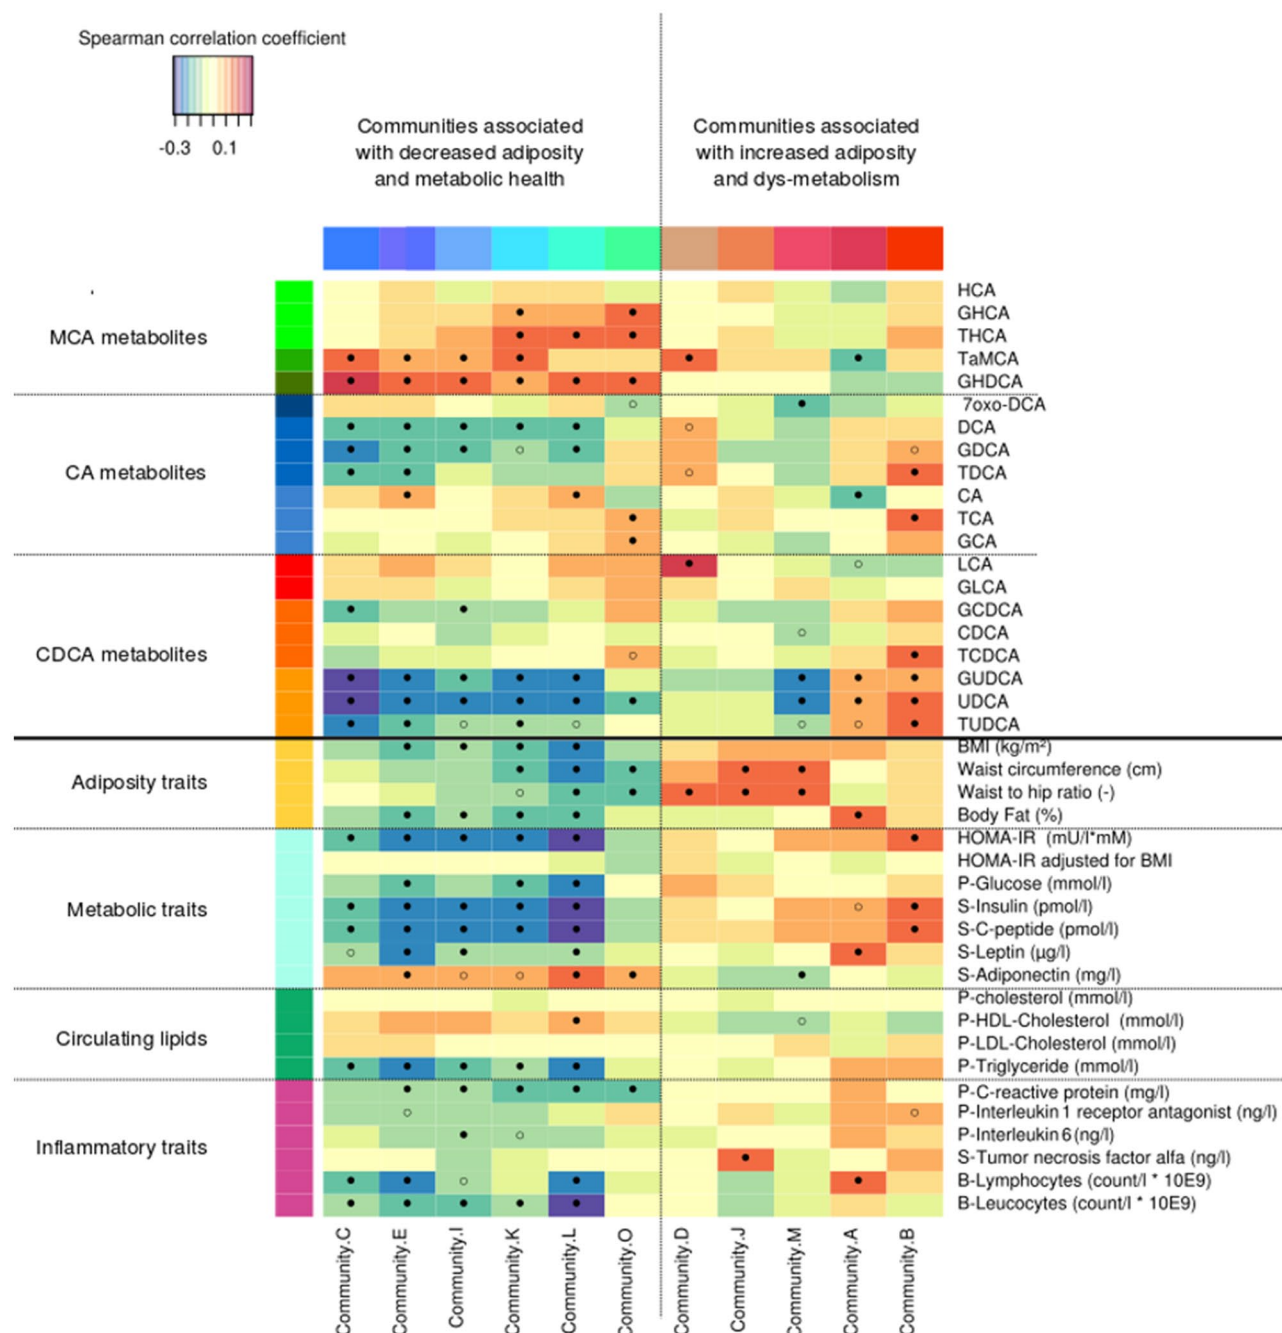 Spearman correlation coefficient
-0.3 0.1
Communities associated
with decreased adiposity
and metabolic health
Communities associated
with increased adiposity
and dys-metabolism
MCA metabolites
HCA
GHCA
THCA
TaMCA
GHDCA
CA metabolites
7oxo-DCA
DCA
GDCA
TDCA
CA
TCA
GCA
CDCA metabolites
LCA
GLCA
GCDCA
CDCA
TCDCA
GUDCA
UDCA
TUDCA
Adiposity traits
BMI (kg/m²)
Waist circumference (cm)
Waist to hip ratio (-)
Body Fat (%)
Metabolic traits
HOMA-IR (mU/l*mM)
HOMA-IR adjusted for BMI
P-Glucose (mmol/l)
S-Insulin (pmol/l)
S-C-peptide (pmol/l)
S-Leptin (µg/l)
S-Adiponectin (mg/l)
Circulating lipids
P-cholesterol (mmol/l)
P-HDL-Cholesterol (mmol/l)
P-LDL-Cholesterol (mmol/l)
P-Triglyceride (mmol/l)
Inflammatory traits
P-C-reactive protein (mg/l)
P-Interleukin 1 receptor antagonist (ng/l)
P-Interleukin 6 (ng/l)
S-Tumor necrosis factor alfa (ng/l)
B-Lymphocytes (count/l * 10E9)
B-Leucocytes (count/l * 10E9)
Community.C
Community.E
Community.I
Community.K
Community.L
Community.O
Community.D
Community.J
Community.M
Community.A
Community.B